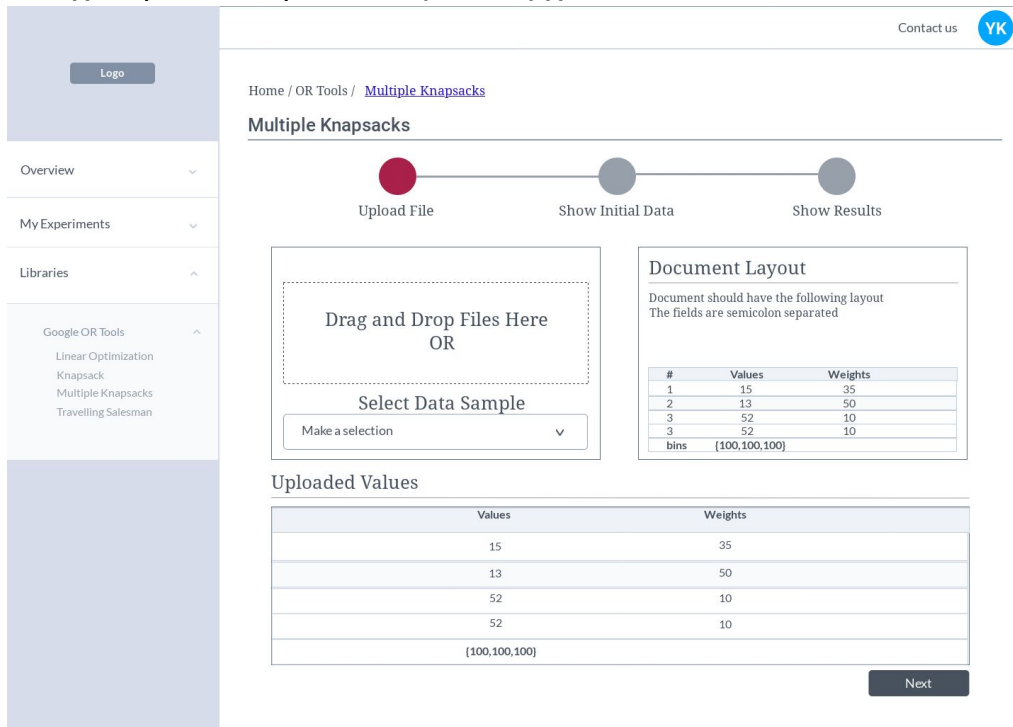 Contact us
YK
Logo
Home / OR Tools / Multiple Knapsacks
Multiple Knapsacks
Overview
My Experiments
Libraries
Google OR Tools
Linear Optimization
Knapsack
Multiple Knapsacks
Travelling Salesman
Upload File
Show Initial Data
Show Results
Drag and Drop Files Here
OR
Select Data Sample
Make a selection
Document Layout
Document should have the following layout
The fields are semicolon separated
# Values Weights
1 15 35
2 13 50
3 52 10
3 52 10
bins {100,100,100}
Uploaded Values
Values Weights
15 35
13 50
52 10
52 10
{100,100,100}
Next